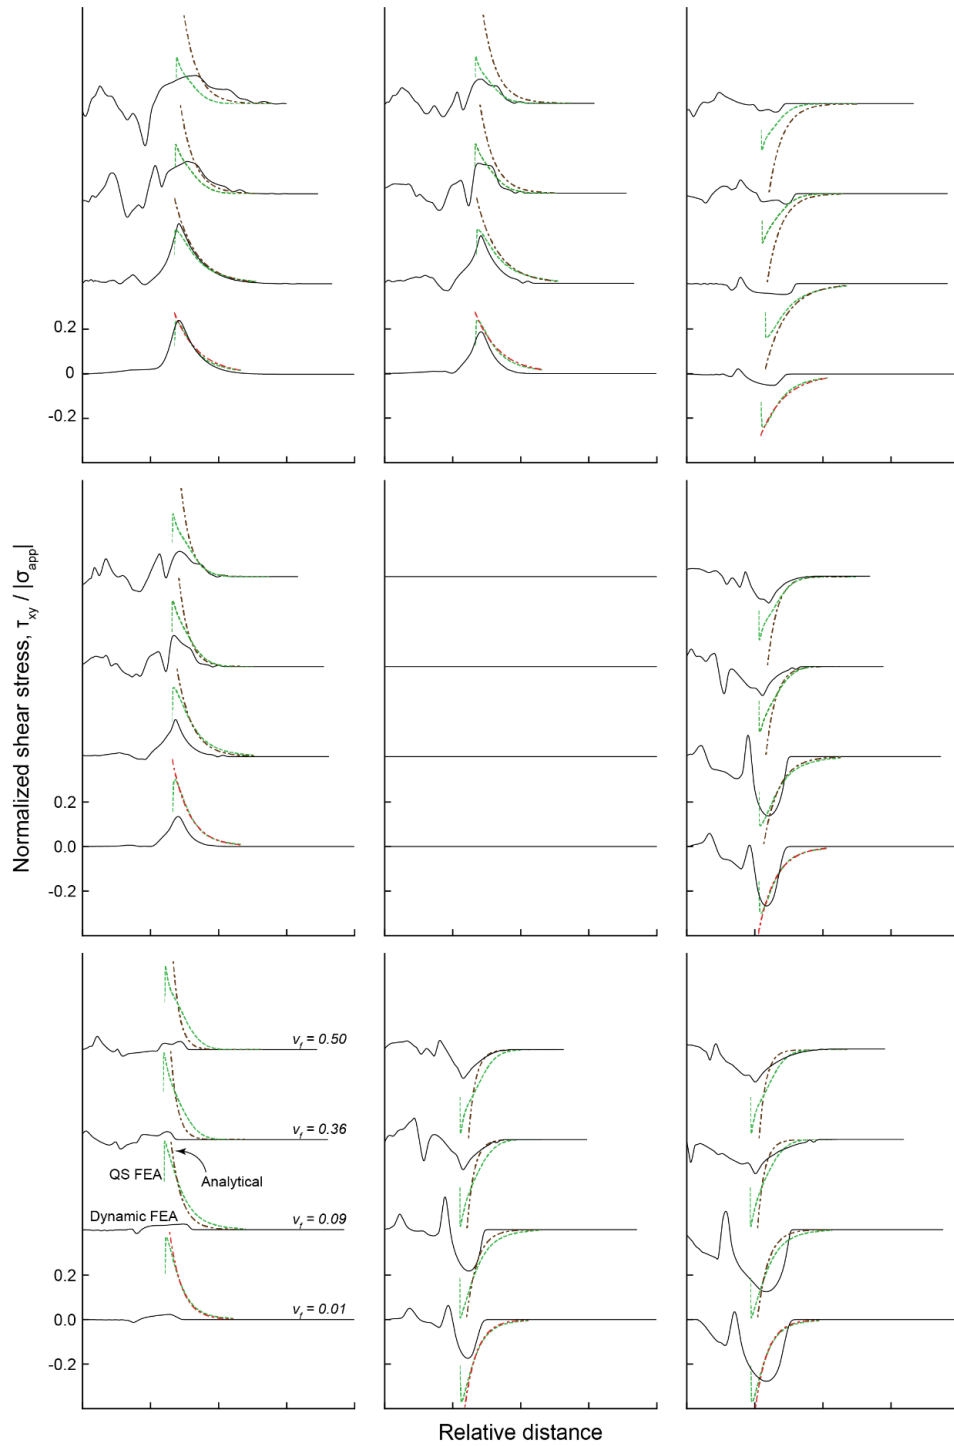 0.2
0
-0.2
Normalized shear stress, τxy / |σapp|
0.2
0.0
-0.2
vf = 0.50
vf = 0.36
QS FEA
Analytical
Dynamic FEA
vf = 0.09
vf = 0.01
0.2
0.0
-0.2
Relative distance